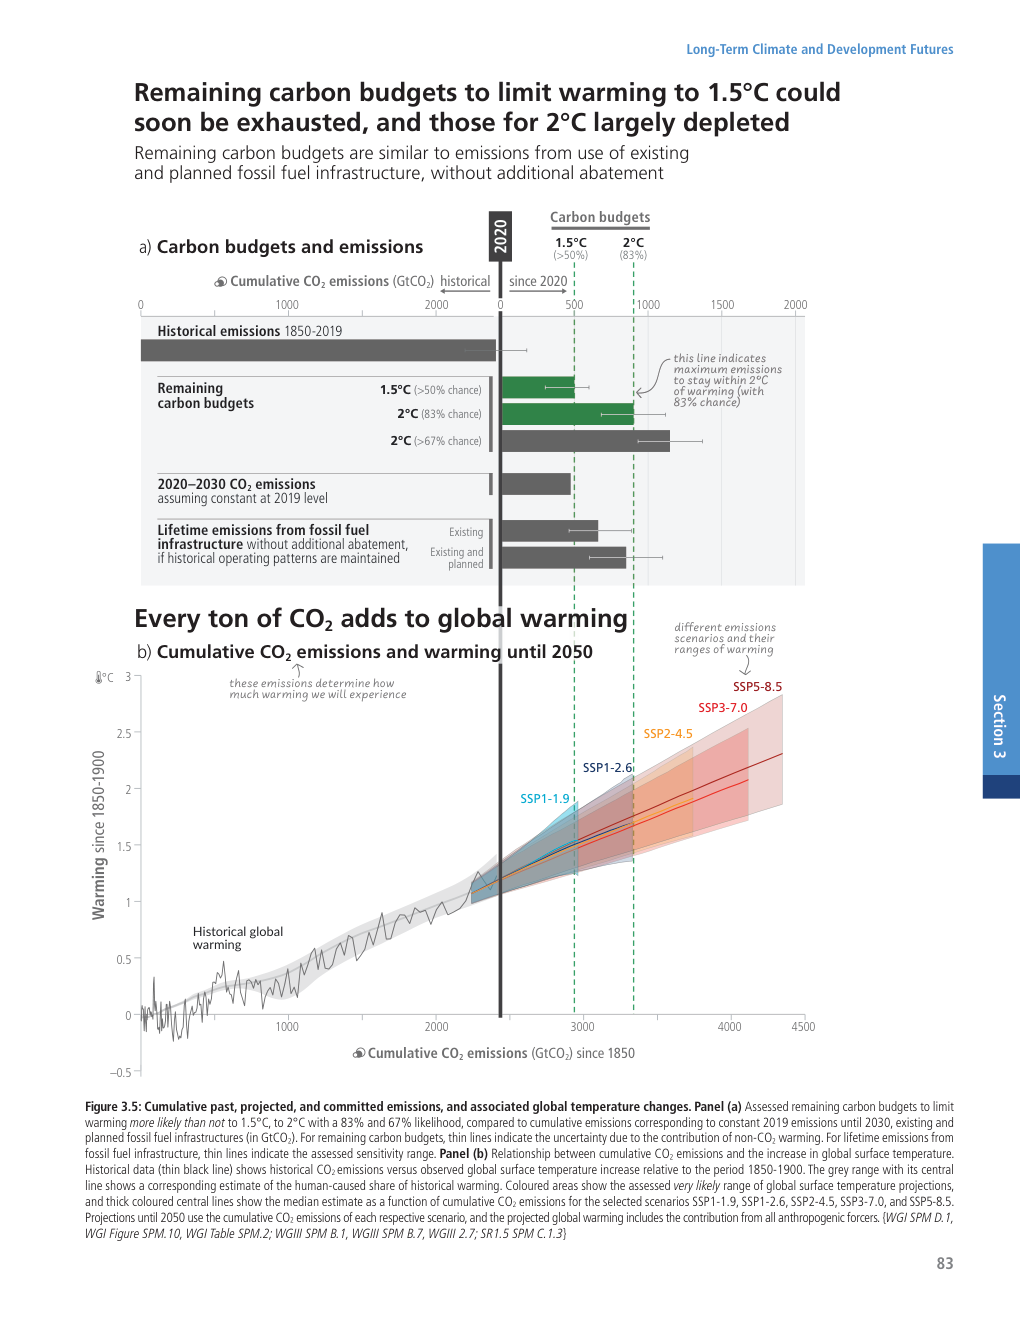 Long-Term Climate and Development Futures
Remaining carbon budgets to limit warming to 1.5°C could
soon be exhausted, and those for 2°C largely depleted
Remaining carbon budgets are similar to emissions from use of existing
and planned fossil fuel infrastructure, without additional abatement
2020
Carbon budgets
1.5°C
(>50%)
2°C
(83%)
a) Carbon budgets and emissions
Cumulative CO₂ emissions (GtCO₂) historical
since 2020
0 1000 2000 0 500 1000 1500 2000
Historical emissions 1850-2019
this line indicates
maximum emissions
to stay within 2°C
of warming (with
83% chance)
Remaining
carbon budgets
1.5°C (>50% chance)
2°C (83% chance)
2°C (>67% chance)
2020–2030 CO₂ emissions
assuming constant at 2019 level
Lifetime emissions from fossil fuel
infrastructure without additional abatement,
if historical operating patterns are maintained
Existing
Existing and
planned
Every ton of CO₂ adds to global warming
b) Cumulative CO₂ emissions and warming until 2050
different emissions
scenarios and their
ranges of warming
these emissions determine how
much warming we will experience
°C
3
2.5
2
1.5
1
0.5
0
–0.5
Warming since 1850-1900
SSP5-8.5
SSP3-7.0
SSP2-4.5
SSP1-2.6
SSP1-1.9
Historical global
warming
1000 2000 3000 4000 4500
Cumulative CO₂ emissions (GtCO₂) since 1850
Section 3
Figure 3.5: Cumulative past, projected, and committed emissions, and associated global temperature changes. Panel (a) Assessed remaining carbon budgets to limit
warming more likely than not to 1.5°C, to 2°C with a 83% and 67% likelihood, compared to cumulative emissions corresponding to constant 2019 emissions until 2030, existing and
planned fossil fuel infrastructures (in GtCO₂). For remaining carbon budgets, thin lines indicate the uncertainty due to the contribution of non-CO₂ warming. For lifetime emissions from
fossil fuel infrastructure, thin lines indicate the assessed sensitivity range. Panel (b) Relationship between cumulative CO₂ emissions and the increase in global surface temperature.
Historical data (thin black line) shows historical CO₂ emissions versus observed global surface temperature increase relative to the period 1850-1900. The grey range with its central
line shows a corresponding estimate of the human-caused share of historical warming. Coloured areas show the assessed very likely range of global surface temperature projections,
and thick coloured central lines show the median estimate as a function of cumulative CO₂ emissions for the selected scenarios SSP1-1.9, SSP1-2.6, SSP2-4.5, SSP3-7.0, and SSP5-8.5.
Projections until 2050 use the cumulative CO₂ emissions of each respective scenario, and the projected global warming includes the contribution from all anthropogenic forcers. {WGI SPM D.1,
WGI Figure SPM.10, WGI Table SPM.2; WGIII SPM B.1, WGIII SPM B.7, WGIII 2.7; SR1.5 SPM C.1.3}
83